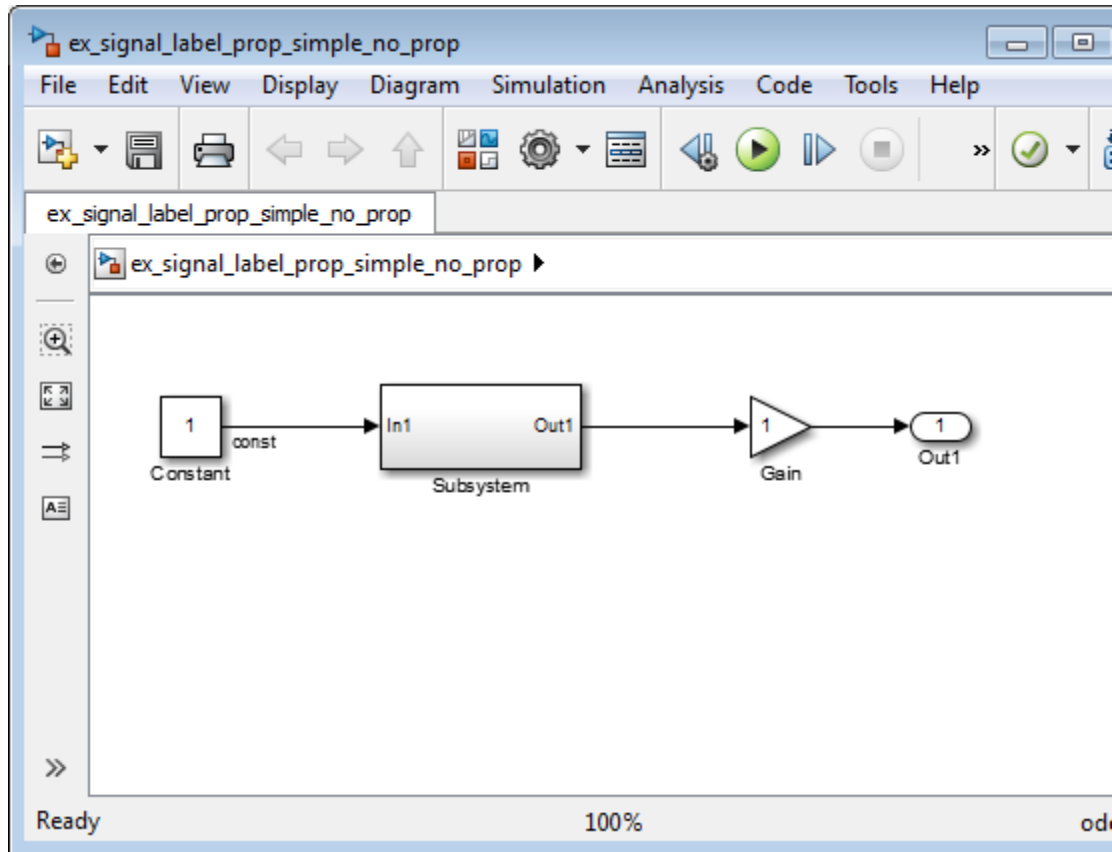 ex_signal_label_prop_simple_no_prop
File Edit View Display Diagram Simulation Analysis Code Tools Help
ex_signal_label_prop_simple_no_prop
ex_signal_label_prop_simple_no_prop
1 In1 Out1 1 1
const
Constant Subsystem Gain Out1
Ready 100%